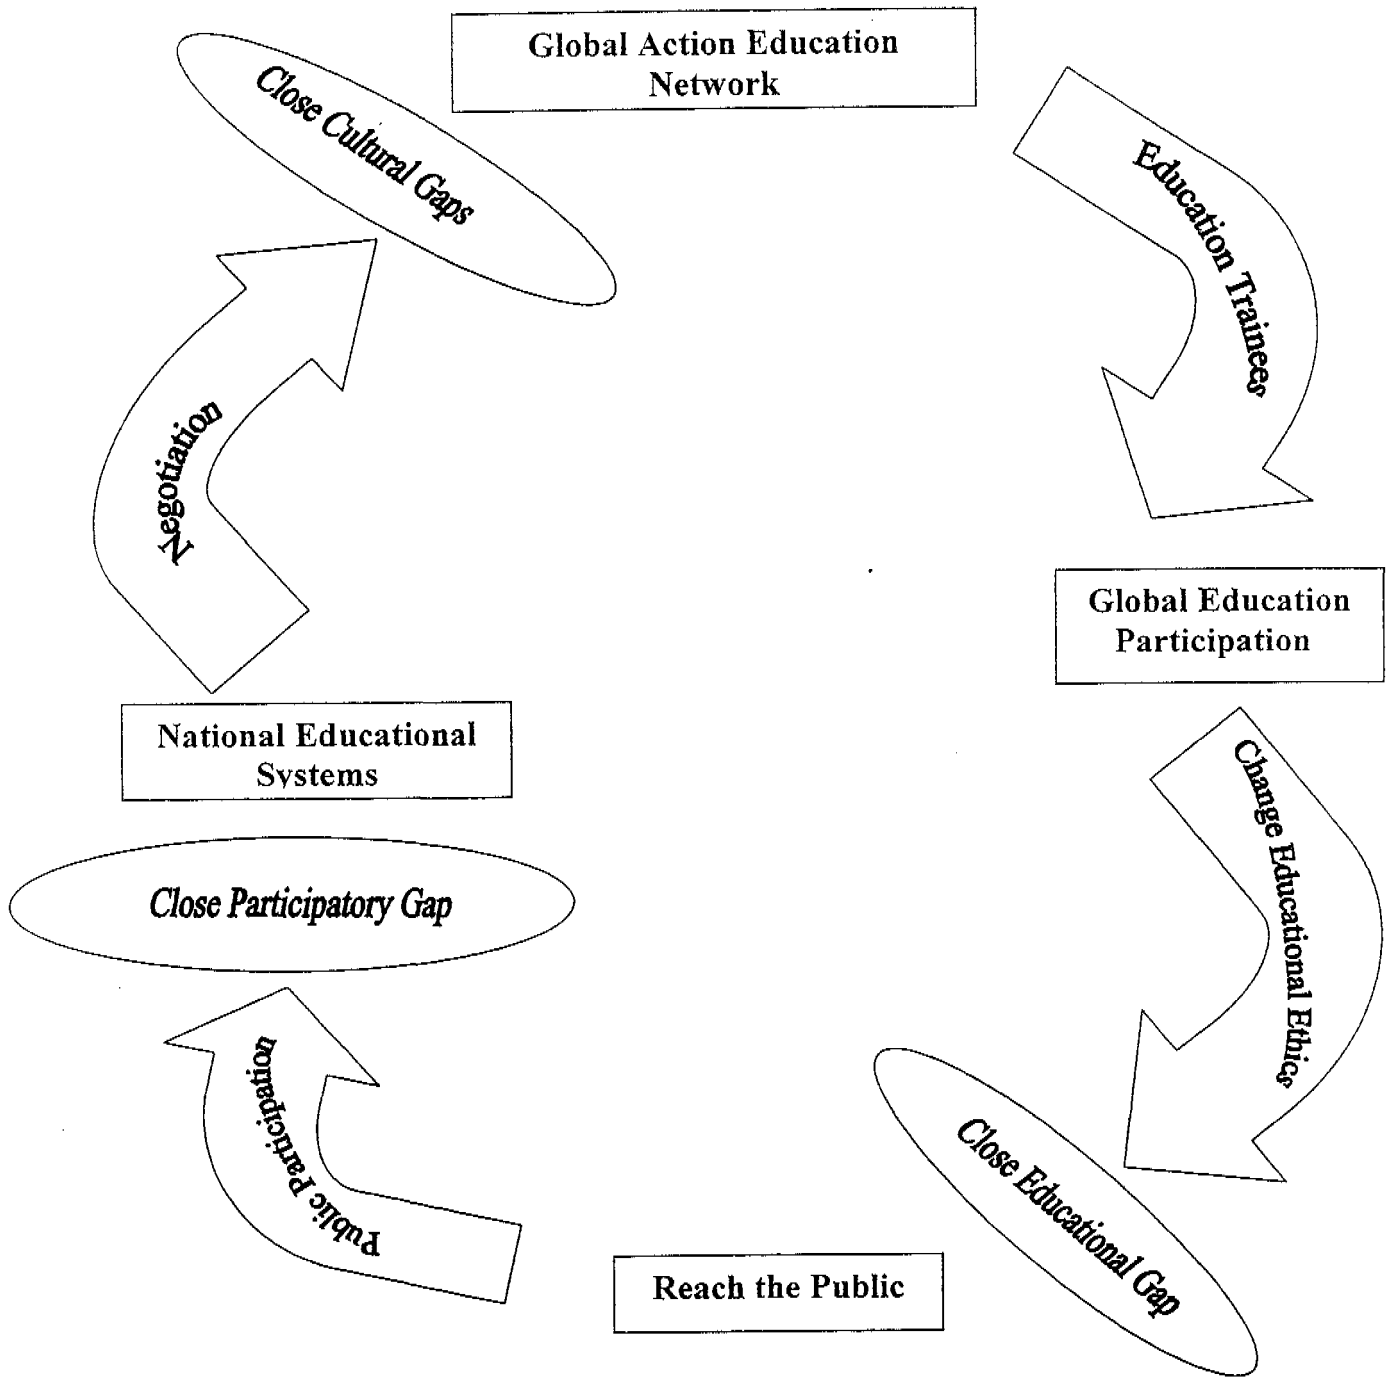 Global Action Education
Network
Close Cultural Gaps
Education Trainees
Negotiation
Global Education
Participation
National Educational
Systems
Change Educational Ethics
Close Participatory Gap
Public Participation
Close Educational Gap
Reach the Public